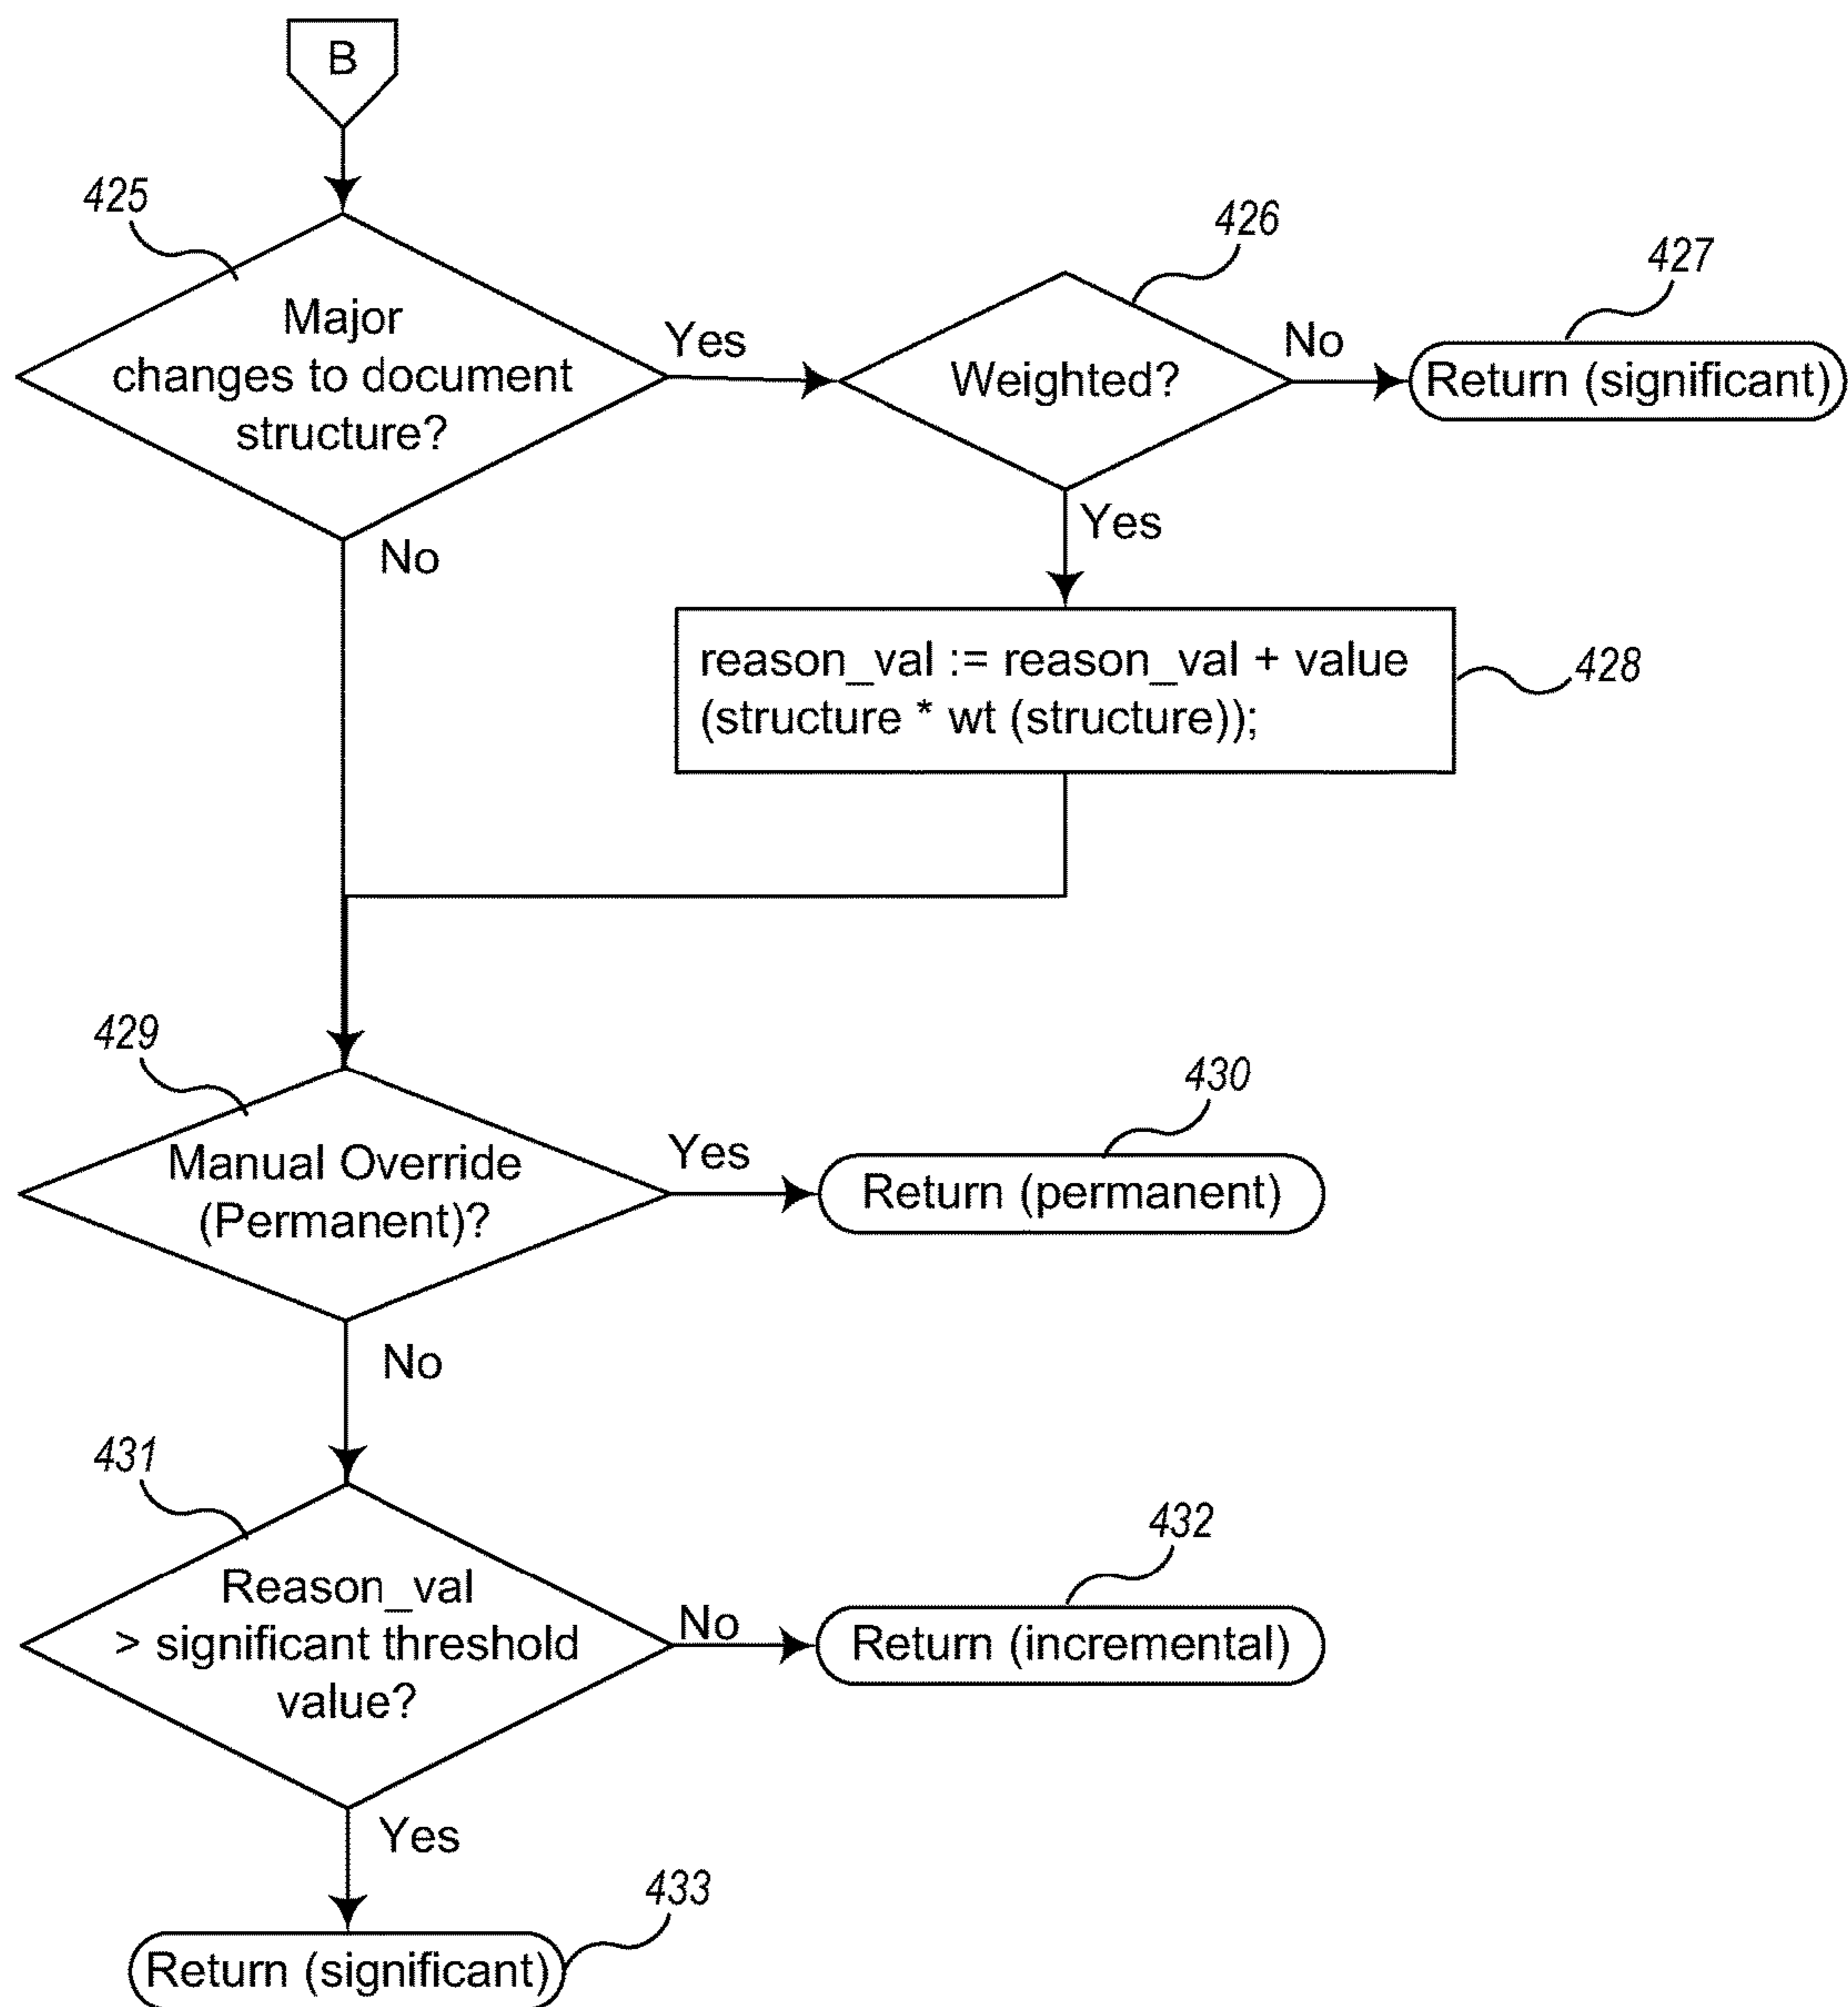 B
425
Major
changes to document
structure?
Yes
426
Weighted?
No
427
Return (significant)
No
Yes
reason_val := reason_val + value
(structure * wt (structure));
428
429
Manual Override
(Permanent)?
Yes
430
Return (permanent)
No
431
Reason_val
> significant threshold
value?
No
432
Return (incremental)
Yes
433
Return (significant)